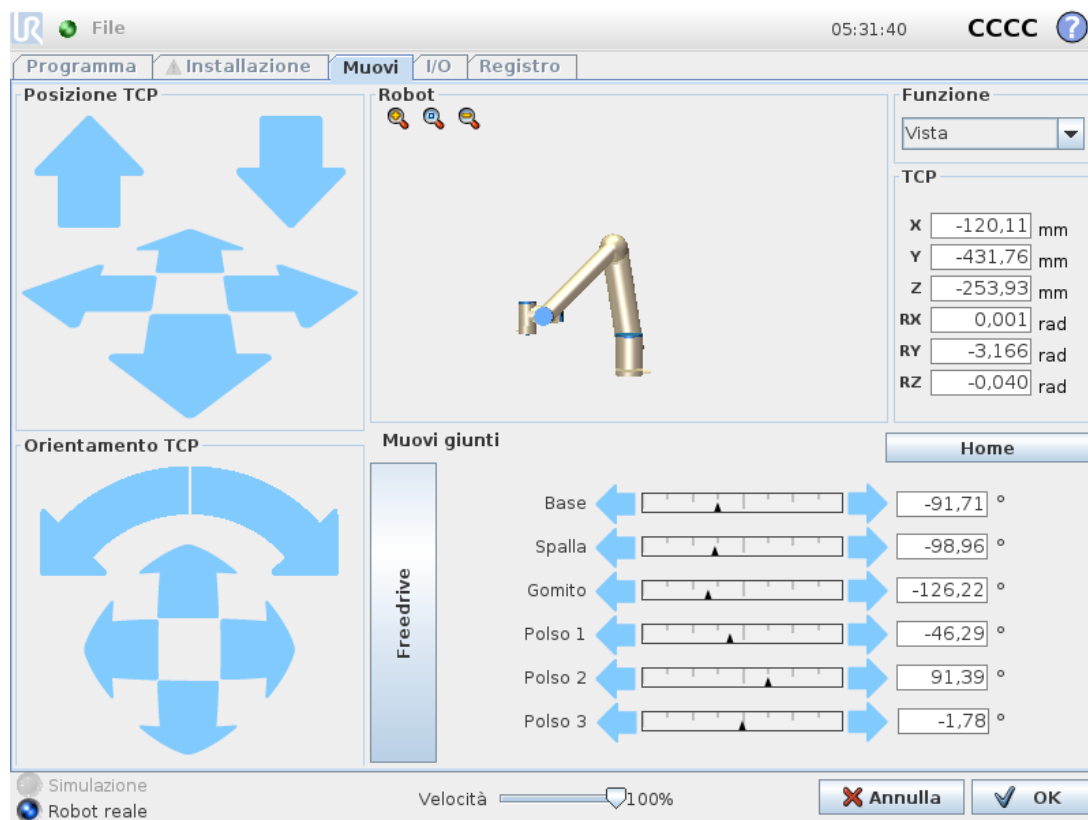 UR File 05:31:40 CCCC ?
Programma Installazione Muovi I/O Registro
Posizione TCP
Robot
Funzione
Vista
TCP
X -120,11 mm
Y -431,76 mm
Z -253,93 mm
RX 0,001 rad
RY -3,166 rad
RZ -0,040 rad
Orientamento TCP
Muovi giunti
Home
Freedrive
Base -91,71 °
Spalla -98,96 °
Gomito -126,22 °
Polso 1 -46,29 °
Polso 2 91,39 °
Polso 3 -1,78 °
Simulazione
Robot reale
Velocità 100%
Annulla
OK